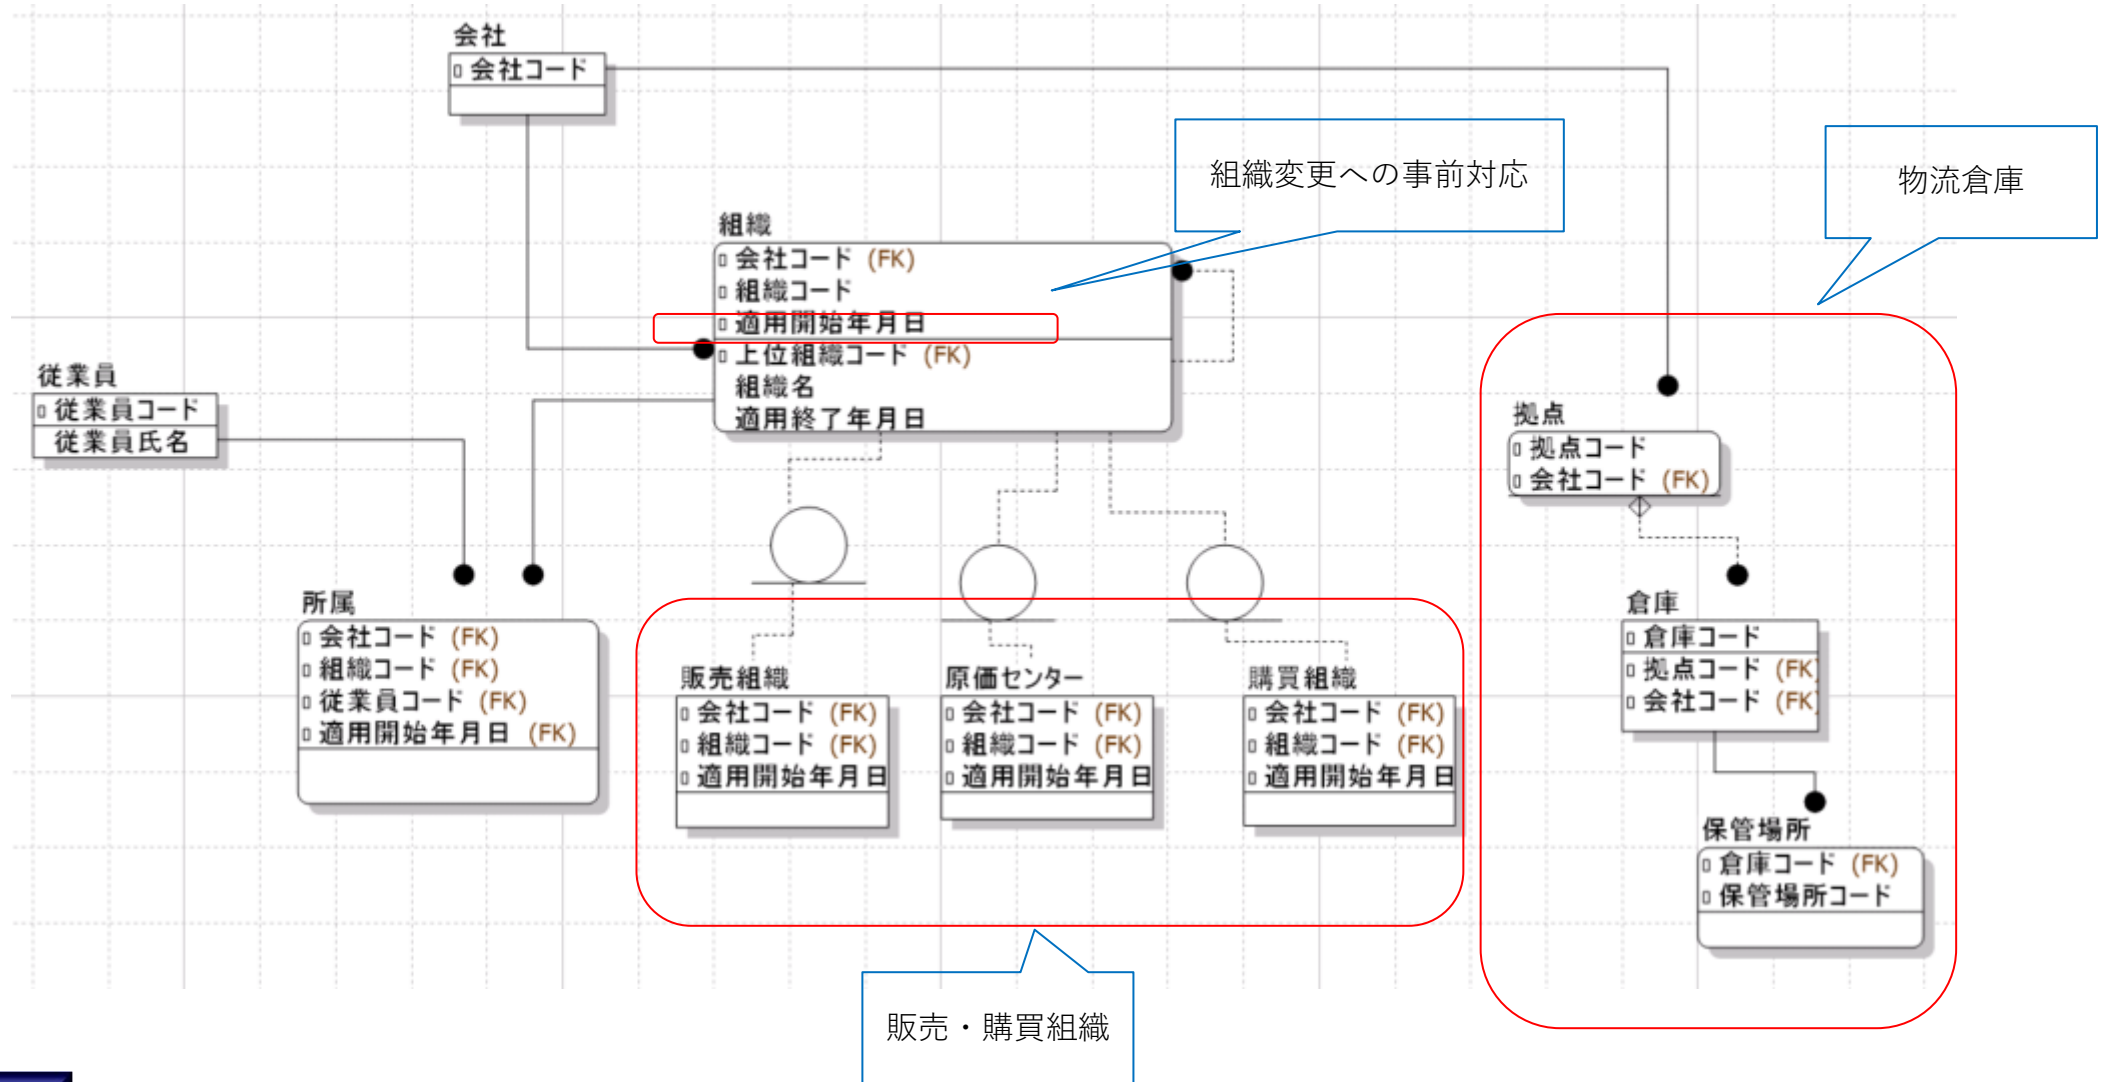 会社
会社コード
組織変更への事前対応
物流倉庫
組織
会社コード (FK)
組織コード
適用開始年月日
上位組織コード (FK)
組織名
適用終了年月日
従業員
従業員コード
従業員氏名
拠点
拠点コード
会社コード (FK)
所属
会社コード (FK)
組織コード (FK)
従業員コード (FK)
適用開始年月日 (FK)
販売組織
会社コード (FK)
組織コード (FK)
適用開始年月日
原価センター
会社コード (FK)
組織コード (FK)
適用開始年月日
購買組織
会社コード (FK)
組織コード (FK)
適用開始年月日
倉庫
倉庫コード
拠点コード (FK
会社コード (FK
保管場所
倉庫コード (FK)
保管場所コード
販売・購買組織